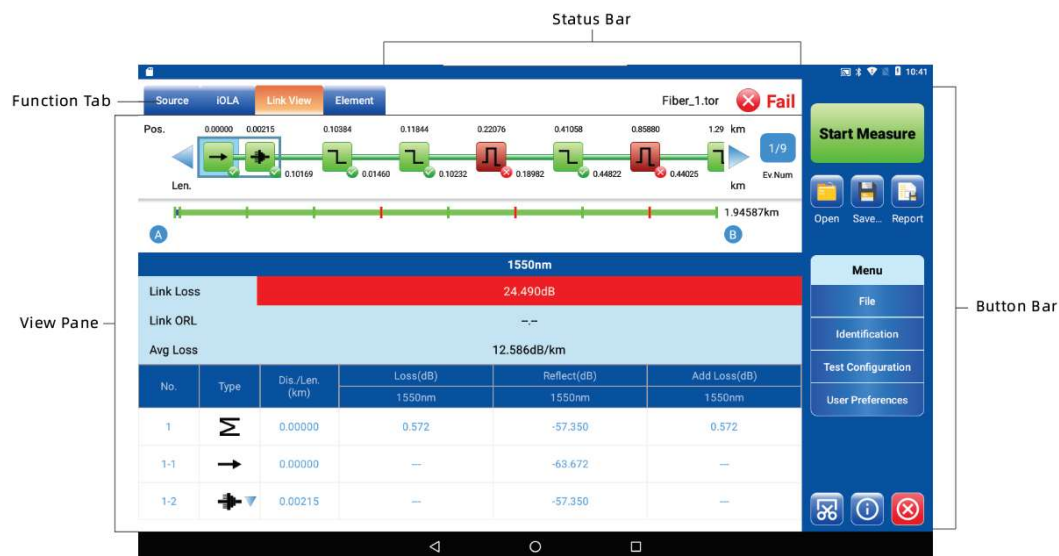 Status Bar
10:41
Function Tab
Source iOLA Link View Element File_1.tor Fail
Pos. 0.00000 0.00215 0.10384 0.11844 0.22076 0.41058 0.85880 1.29 km
Start Measure
1/9
0.10169 0.01460 0.10232 0.18982 0.44822 0.44025
Ev.Num
Len. km
1.94587km
Open Save... Report
A B
1550nm
Menu
Link Loss 24.490dB
File
View Pane
Link ORL -.-
Button Bar
Identification
Avg Loss 12.586dB/km
Test Configuration
No. Type Dis./Len. (km) Loss(dB) Reflect(dB) Add Loss(dB)
1550nm 1550nm 1550nm
User Preferences
1 Σ 0.00000 0.572 -57.350 0.572
1-1 0.00000 --- -63.672 ---
1-2 0.00215 --- -57.350 ---